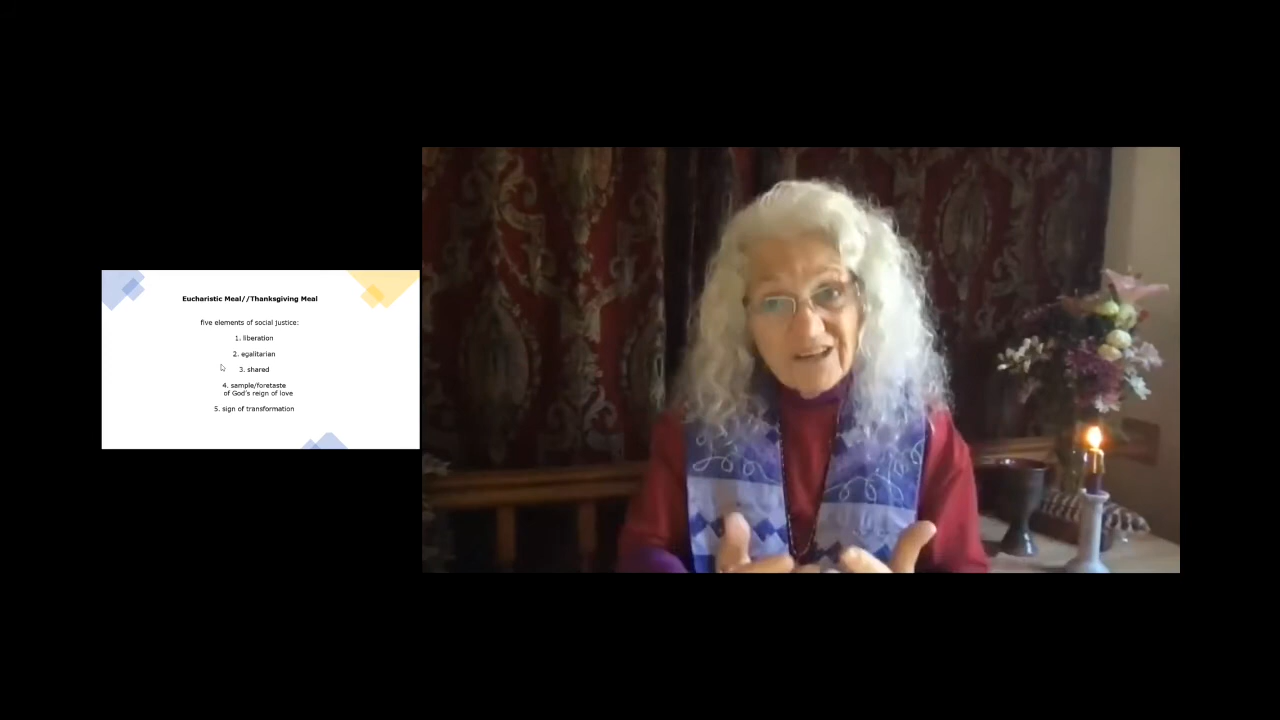 Eucharistic Meal//Thanksgiving Meal
five elements of social justice:
1. liberation
2. egalitarian
3. shared
4. sample/foretaste
of God's reign of love
5. sign of transformation